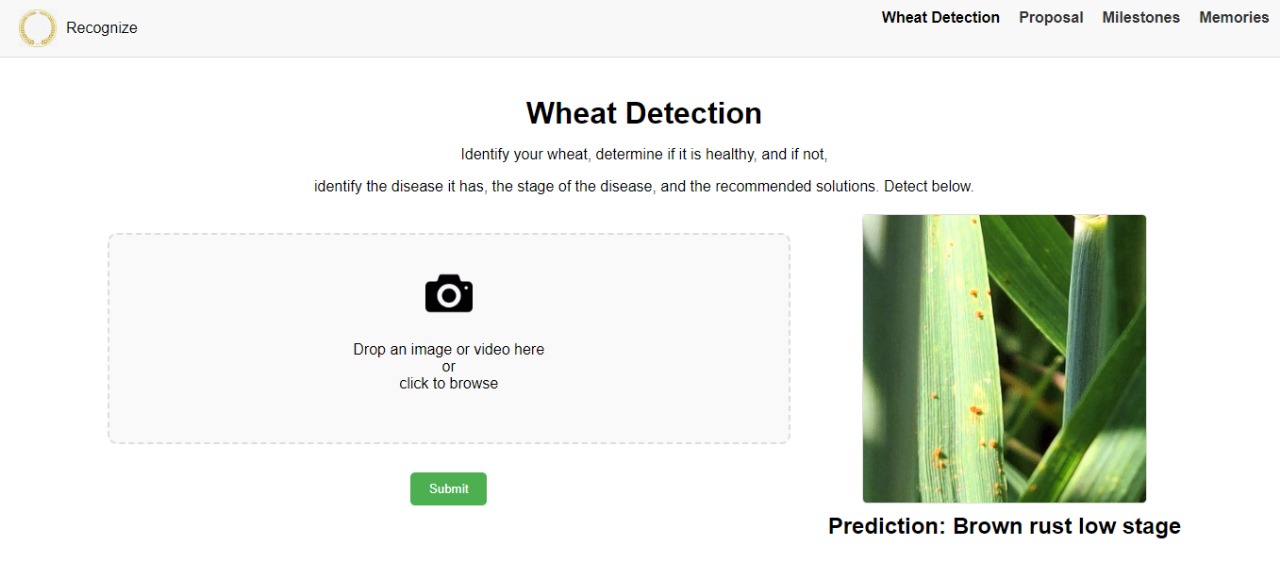 Recognize
Wheat Detection Proposal Milestones Memories
Wheat Detection
Identify your wheat, determine if it is healthy, and if not,
identify the disease it has, the stage of the disease, and the recommended solutions. Detect below.
Drop an image or video here
or
click to browse
Submit
Prediction: Brown rust low stage